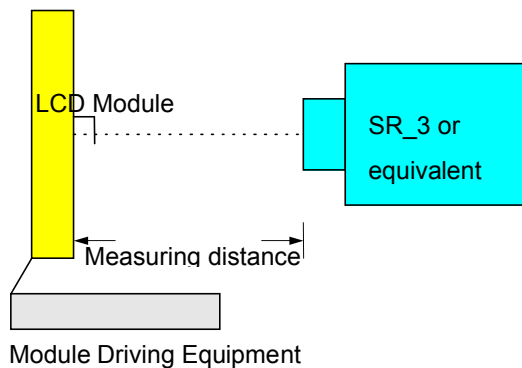 LCD Module
SR_3 or
equivalent
Measuring distance
Module Driving Equipment